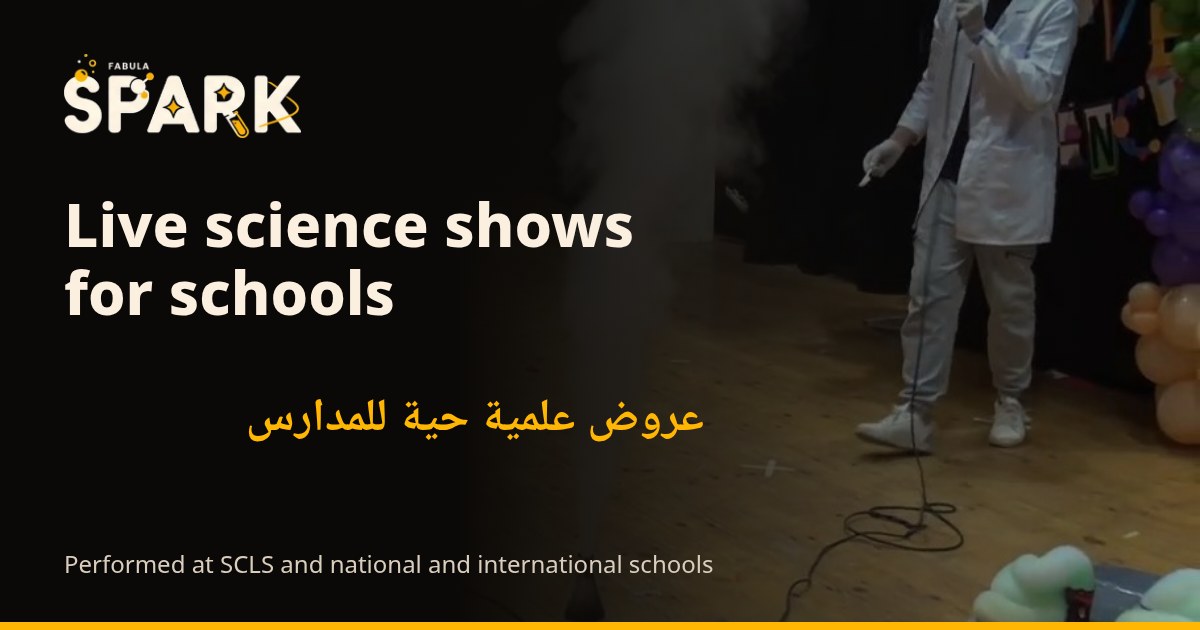 FABULA
SPARK
Live science shows
for schools
عروض علمية حية للمدارس
Performed at SCLS and national and international schools